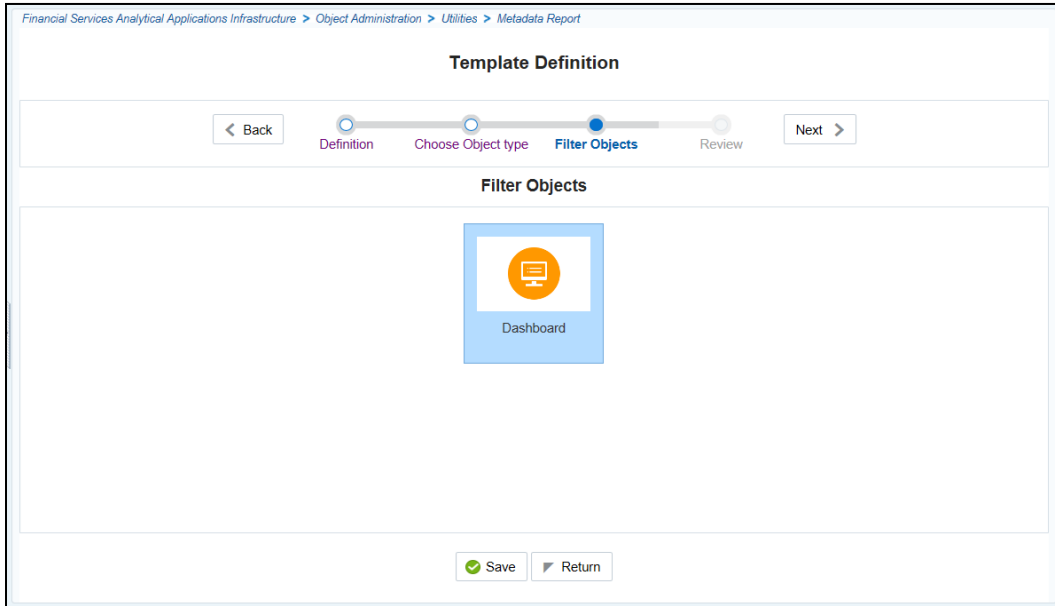 Financial Services Analytical Applications Infrastructure > Object Administration > Utilities > Metadata Report
Template Definition
Back
Definition
Choose Object type
Filter Objects
Review
Next
Filter Objects
Dashboard
Save
Return